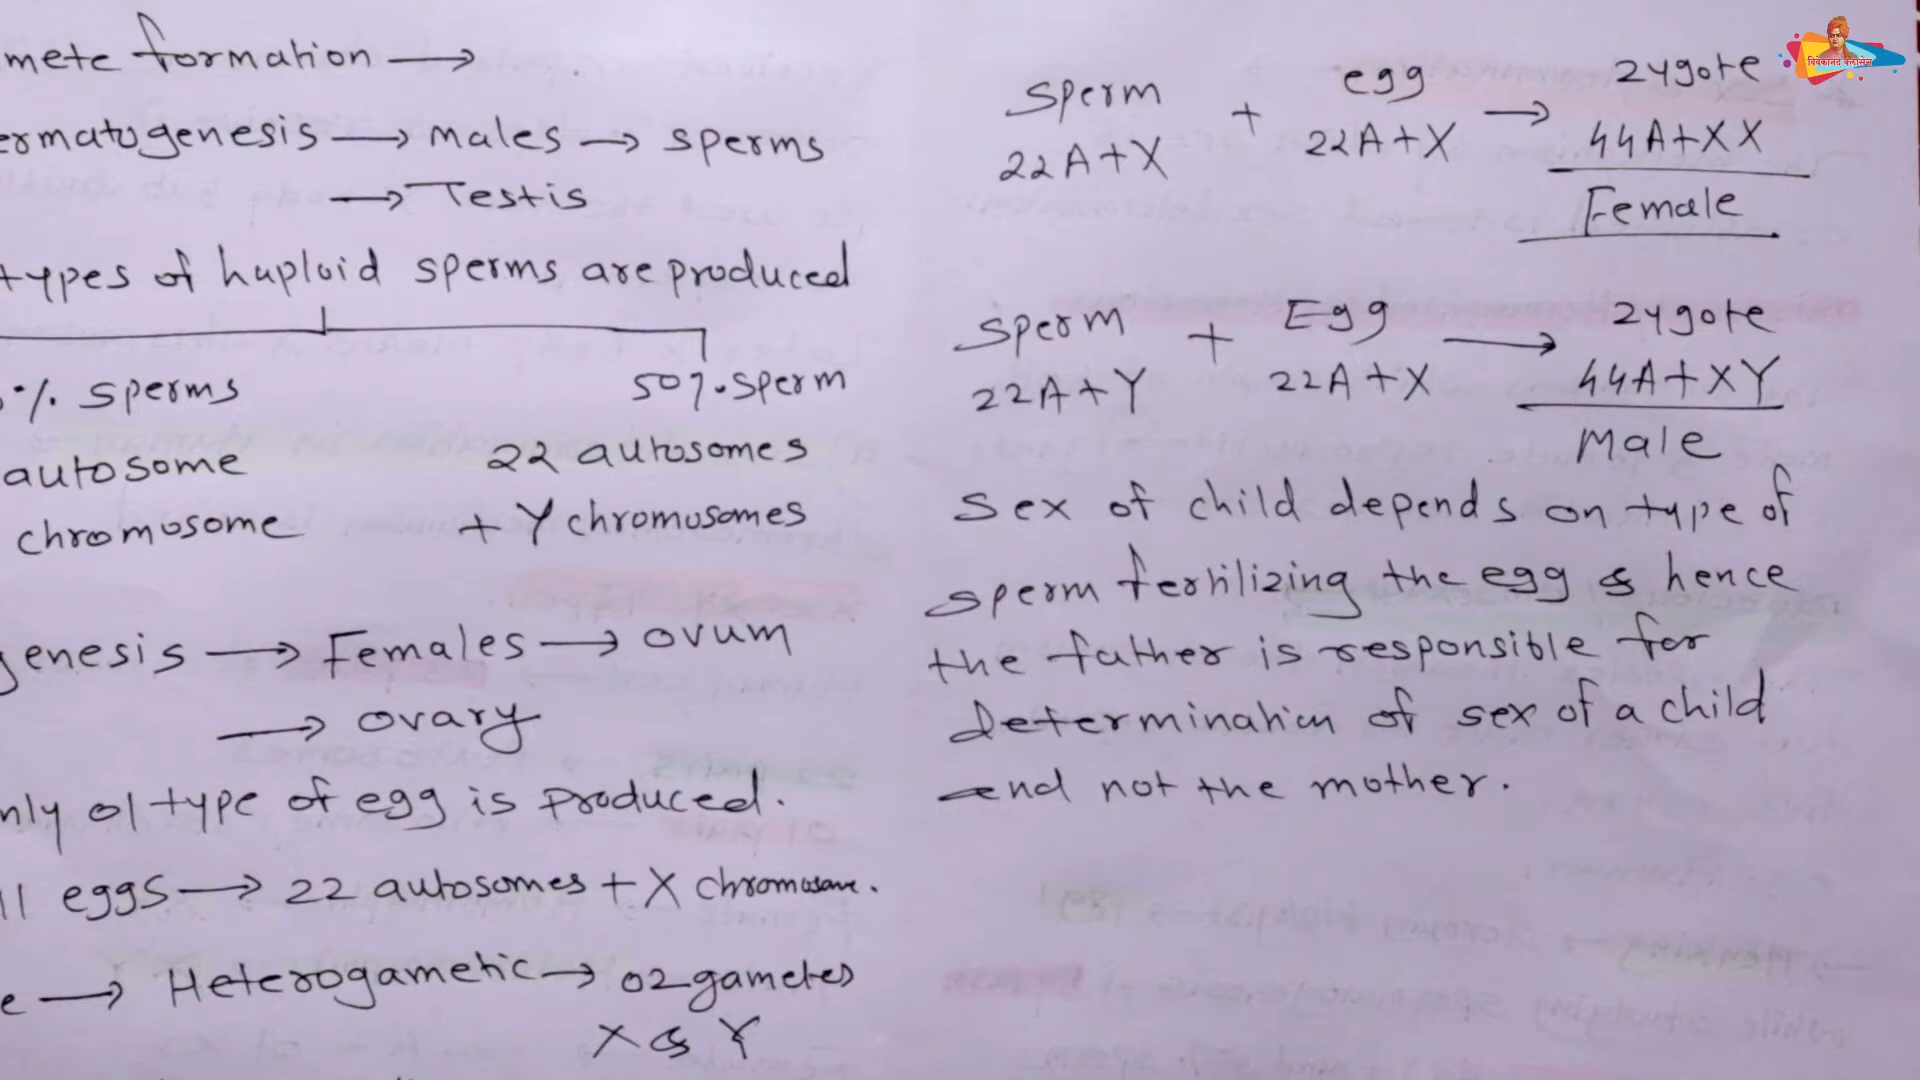 mete formation →
ermatogenesis → males → sperms
→ Testis
types of haploid sperms are produced
% sperms
50% sperm
autosome
22 autosomes
chromosome
+ Y chromosomes
genesis → Females → ovum
→ ovary
nly 01 type of egg is produced.
ll eggs → 22 autosomes + X chromosome.
e → Heterogametic → 02 gametes
X & Y
sperm + egg → zygote
22A+X 22A+X 44A+XX
Female
sperm + Egg → zygote
22A+Y 22A+X 44A+XY
Male
sex of child depends on type of
sperm fertilizing the egg & hence
the father is responsible for
Determination of sex of a child
and not the mother.
विवेकानंद क्लासेस